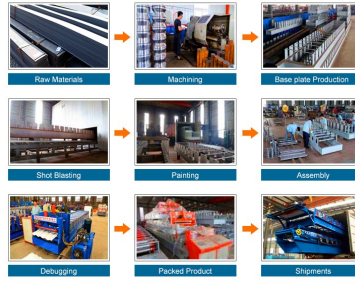 Raw Materials
Machining
Base plate Production
Shot Blasting
Painting
Assembly
Debugging
Packed Product
Shipments